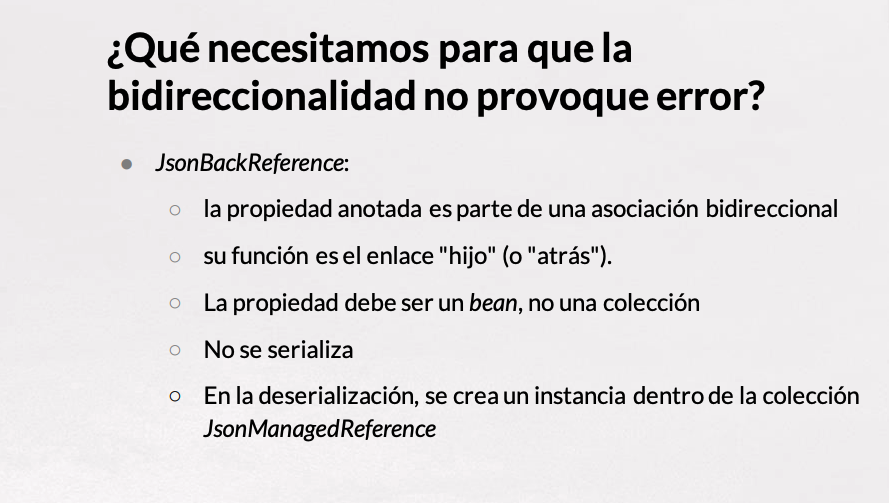 ¿Qué necesitamos para que la
bidireccionalidad no provoque error?
● JsonBackReference:
○ la propiedad anotada es parte de una asociación bidireccional
○ su función es el enlace "hijo" (o "atrás").
○ La propiedad debe ser un bean, no una colección
○ No se serializa
○ En la deserialización, se crea un instancia dentro de la colección
JsonManagedReference